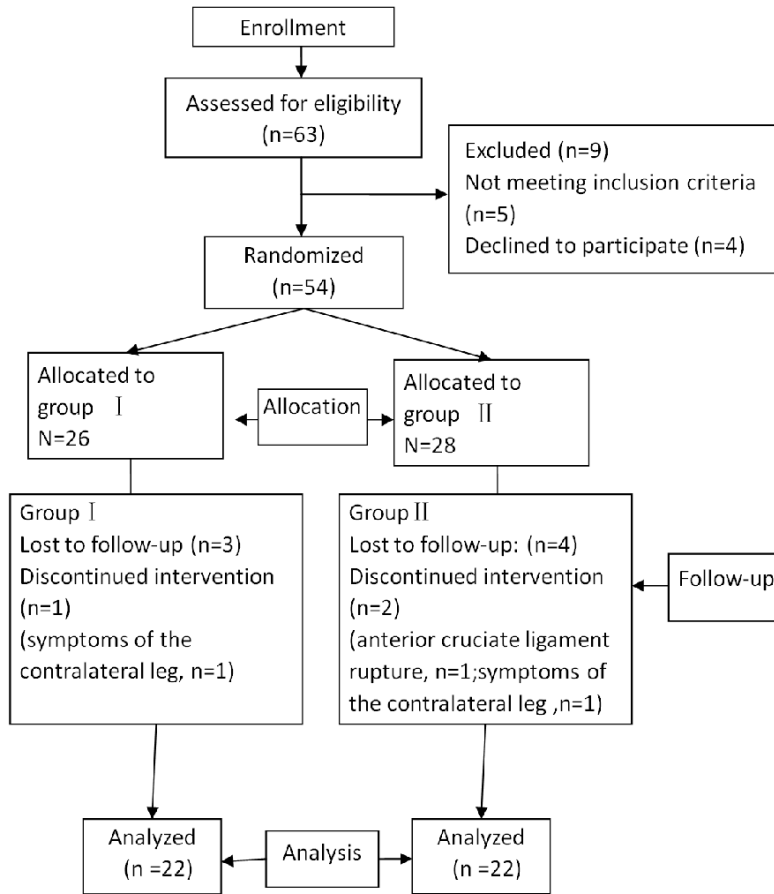 Enrollment
Assessed for eligibility
(n=63)
Excluded (n=9)
Not meeting inclusion criteria
(n=5)
Declined to participate (n=4)
Randomized
(n=54)
Allocated to
group Ⅰ
N=26
Allocation
Allocated to
group Ⅱ
N=28
Group Ⅰ
Lost to follow-up (n=3)
Discontinued intervention
(n=1)
(symptoms of the
contralateral leg, n=1)
Group Ⅱ
Lost to follow-up: (n=4)
Discontinued intervention
(n=2)
(anterior cruciate ligament
rupture, n=1;symptoms of
the contralateral leg ,n=1)
Follow-up
Analyzed
(n =22)
Analysis
Analyzed
(n =22)